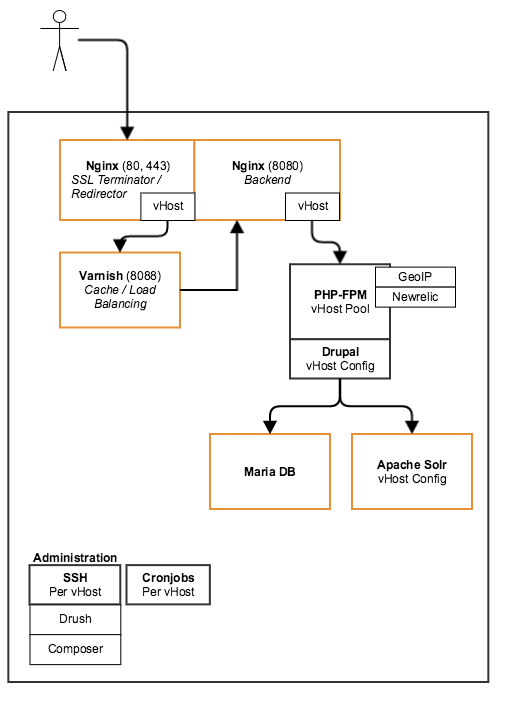 Nginx (80, 443)
SSL Terminator /
Redirector
vHost
Nginx (8080)
Backend
vHost
Varnish (8088)
Cache / Load
Balancing
PHP-FPM
vHost Pool
GeoIP
Newrelic
Drupal
vHost Config
Maria DB
Apache Solr
vHost Config
Administration
SSH
Per vHost
Drush
Composer
Cronjobs
Per vHost